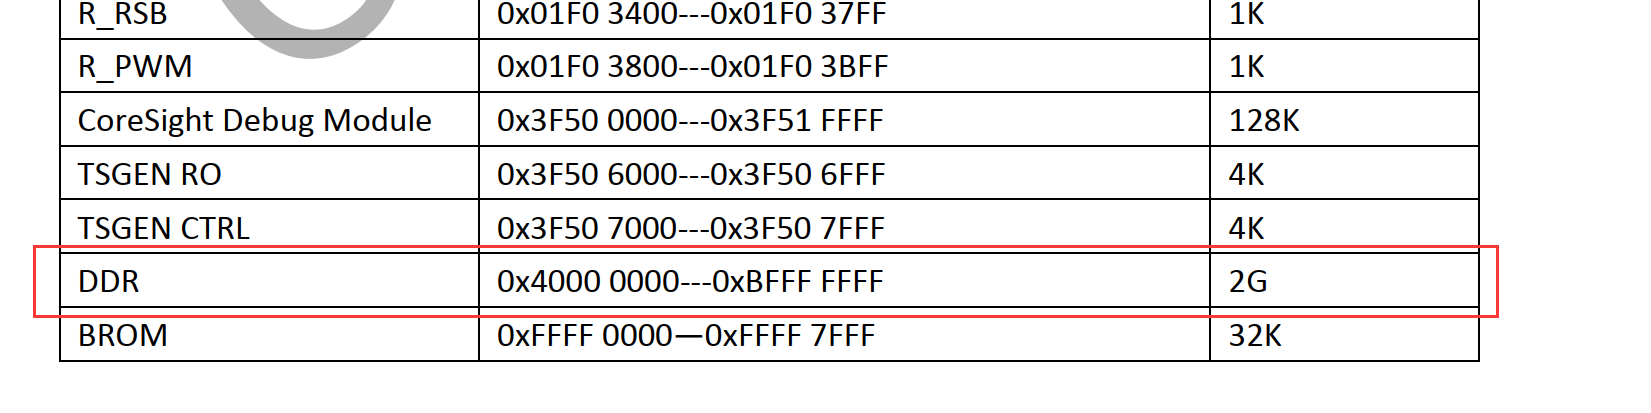 R_RSB 0x01F0 3400---0x01F0 37FF 1K
R_PWM 0x01F0 3800---0x01F0 3BFF 1K
CoreSight Debug Module 0x3F50 0000---0x3F51 FFFF 128K
TSGEN RO 0x3F50 6000---0x3F50 6FFF 4K
TSGEN CTRL 0x3F50 7000---0x3F50 7FFF 4K
DDR 0x4000 0000---0xBFFF FFFF 2G
BROM 0xFFFF 0000—0xFFFF 7FFF 32K